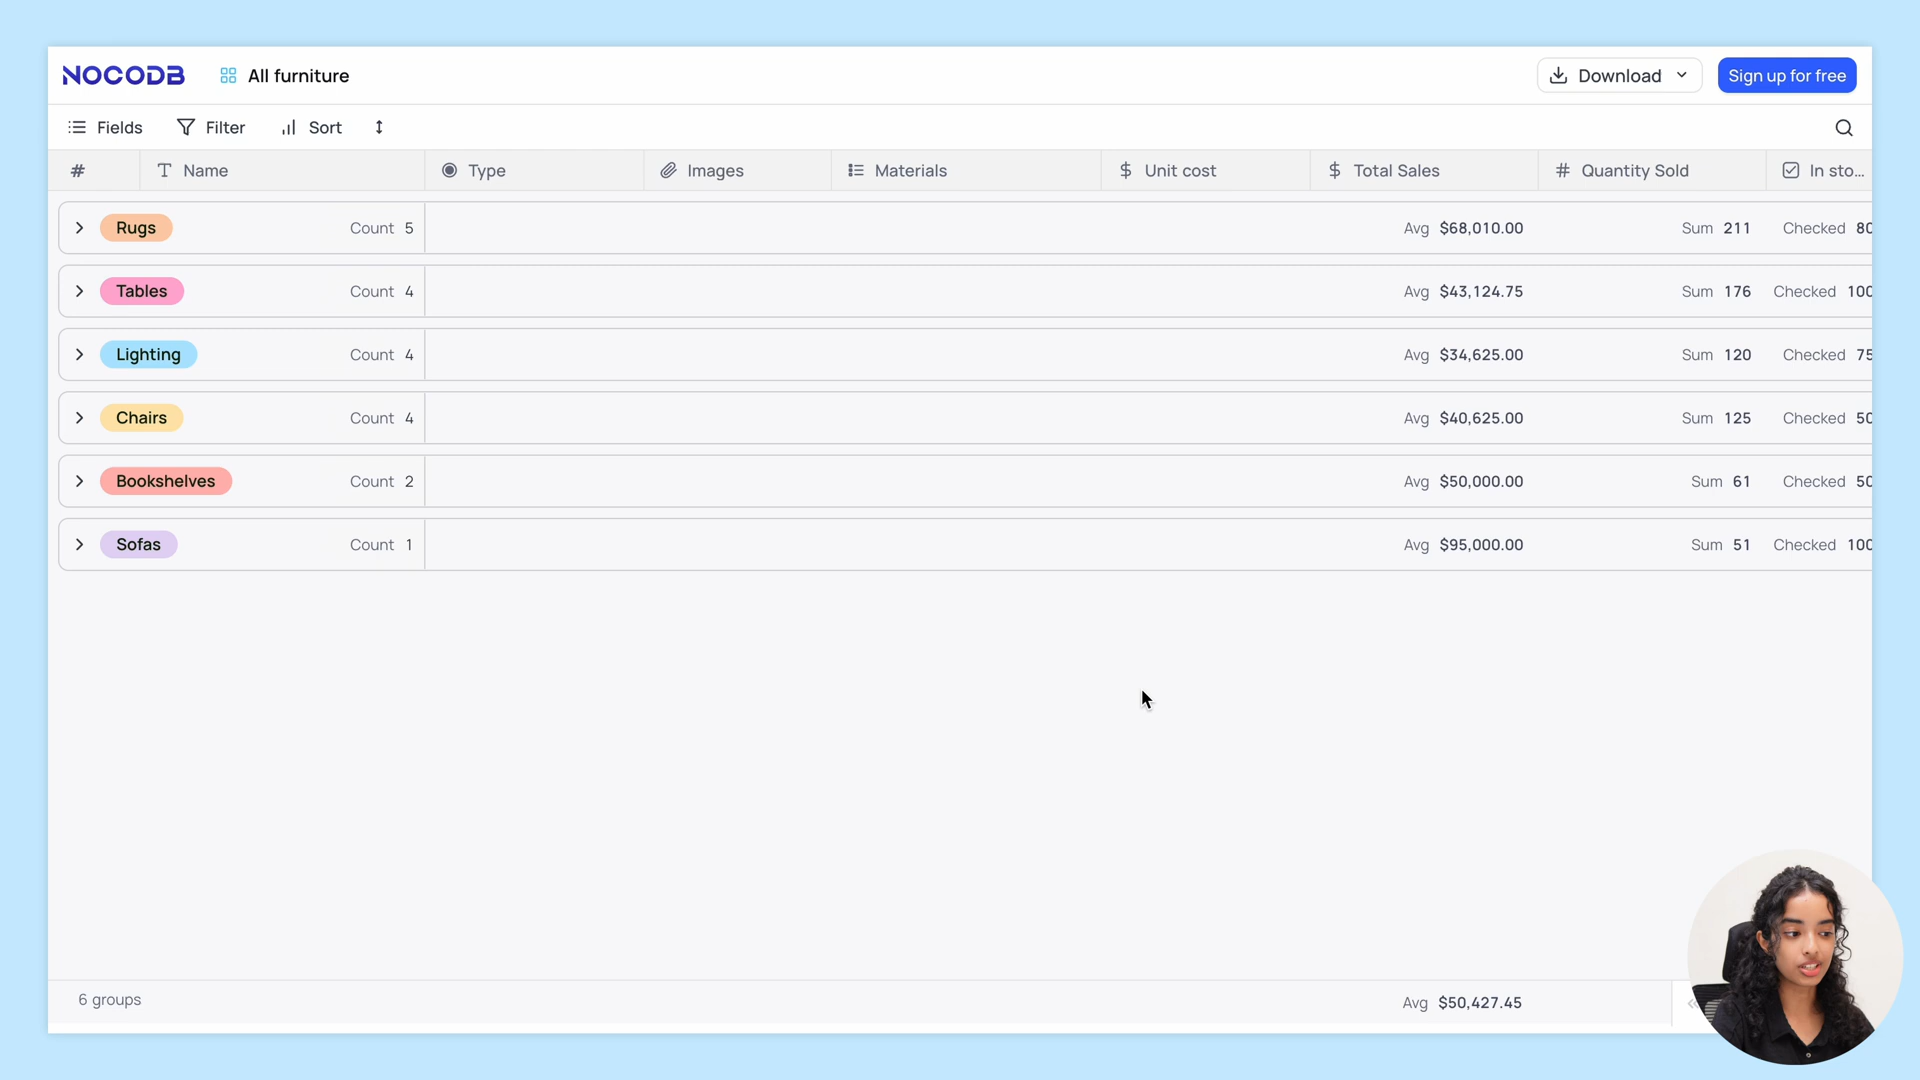 NOCODB All furniture Download Sign up for free
Fields Filter Sort
# Name Type Images Materials $ Unit cost $ Total Sales # Quantity Sold In sto...
Rugs Count 5 Avg $68,010.00 Sum 211 Checked 80
Tables Count 4 Avg $43,124.75 Sum 176 Checked 100
Lighting Count 4 Avg $34,625.00 Sum 120 Checked 75
Chairs Count 4 Avg $40,625.00 Sum 125 Checked 50
Bookshelves Count 2 Avg $50,000.00 Sum 61 Checked 50
Sofas Count 1 Avg $95,000.00 Sum 51 Checked 100
6 groups Avg $50,427.45